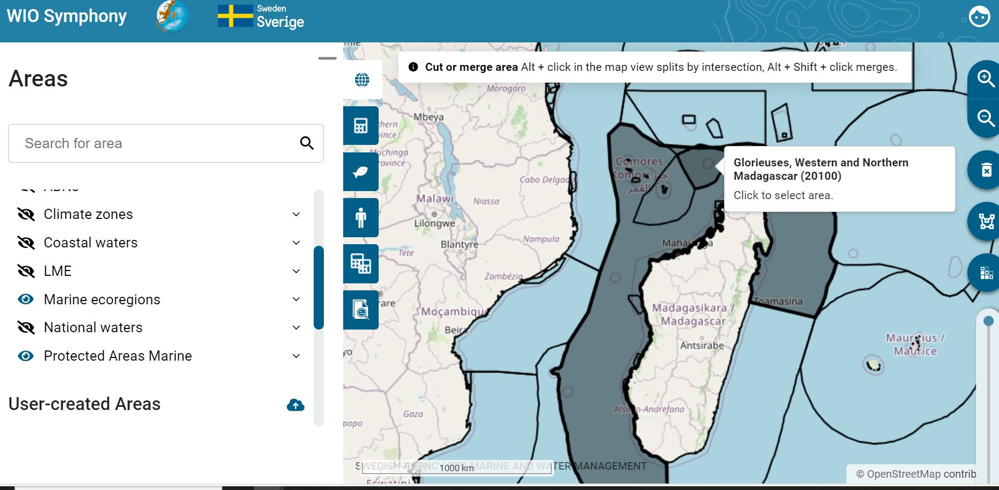 WIO Symphony
Sweden
Sverige
Areas
Search for area
Climate zones
Coastal waters
LME
Marine ecoregions
National waters
Protected Areas Marine
User-created Areas
Cut or merge area Alt + click in the map view splits by intersection, Alt + Shift + click merges.
Morogoro
Mbeya
Muchinga
Comores
Komori جزر
القمر
Glorieuses, Western and Northern
Madagascar (20100)
Click to select area.
Cabo Delgado
Malawi
Niassa
Lilongwe
Nampula
Mahajanga
Blantyre
Tete
Zambézia
Toamasina
Moçambique
Madagasikara /
Madagascar
Beira
Antsirabe
Mauritius /
Maurice
Gaza
Atsimo-Andrefana
SWEDISH AGENCY FOR MARINE AND WATER MANAGEMENT
1000 km
© OpenStreetMap contrib